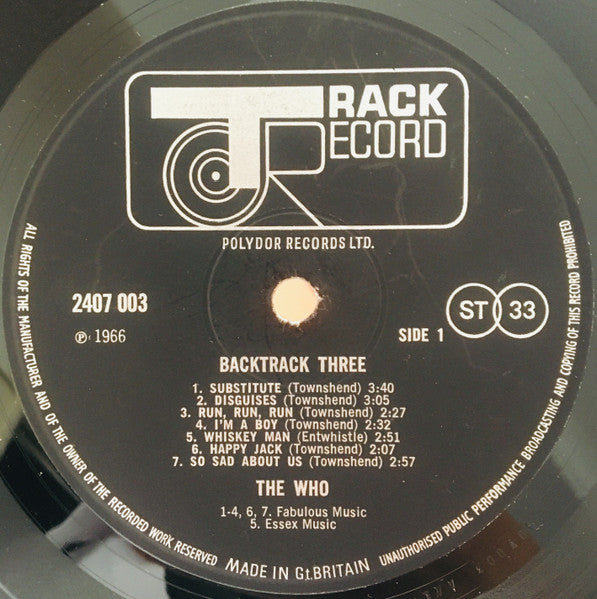 TRACK
RECORD
POLYDOR RECORDS LTD.
2407 003
℗ 1966
SIDE 1
ST 33
BACKTRACK THREE
1. SUBSTITUTE (Townshend) 3:40
2. DISGUISES (Townshend) 3:05
3. RUN, RUN, RUN (Townshend) 2:27
4. I'M A BOY (Townshend) 2:32
5. WHISKEY MAN (Entwhistle) 2:51
6. HAPPY JACK (Townshend) 2:07
7. SO SAD ABOUT US (Townshend) 2:57
THE WHO
1-4, 6, 7. Fabulous Music
5. Essex Music
ALL RIGHTS OF THE MANUFACTURER AND OF THE OWNER OF THE RECORDED WORK RESERVED
MADE IN Gt. BRITAIN
UNAUTHORISED PUBLIC PERFORMANCE BROADCASTING AND COPYING OF THIS RECORD PROHIBITED